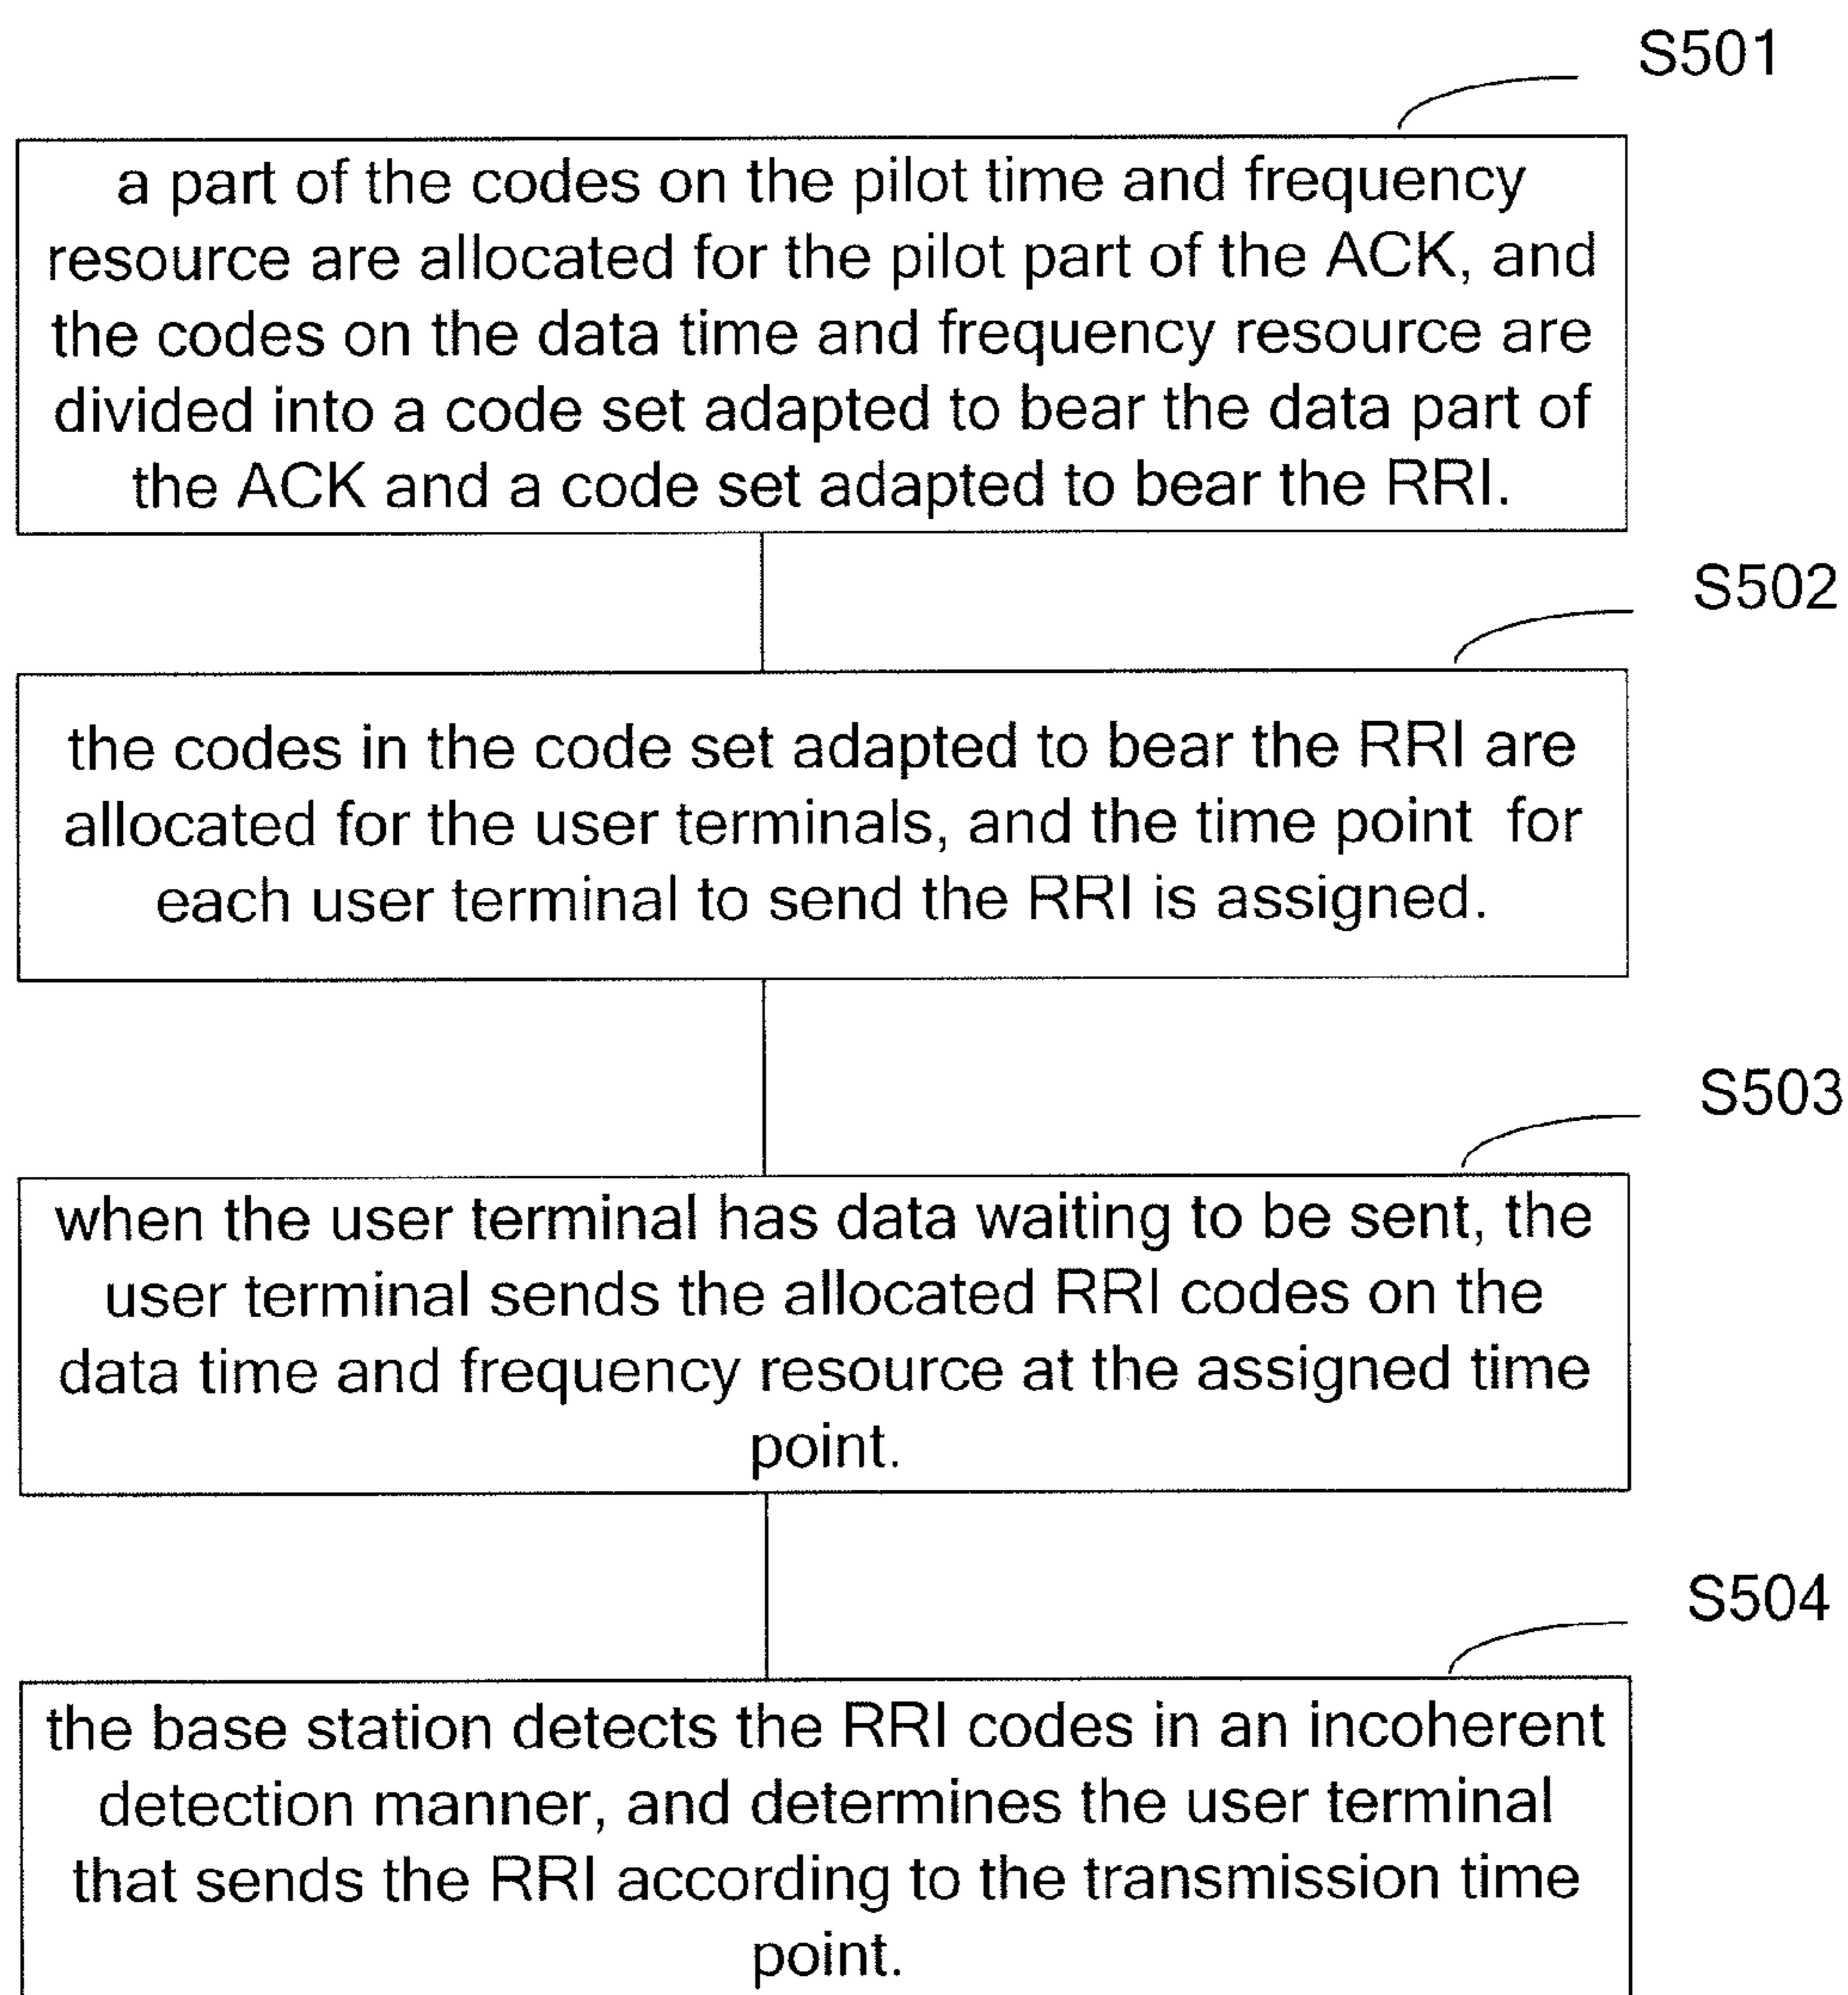 S501
a part of the codes on the pilot time and frequency
resource are allocated for the pilot part of the ACK, and
the codes on the data time and frequency resource are
divided into a code set adapted to bear the data part of
the ACK and a code set adapted to bear the RRI.
S502
the codes in the code set adapted to bear the RRI are
allocated for the user terminals, and the time point for
each user terminal to send the RRI is assigned.
S503
when the user terminal has data waiting to be sent, the
user terminal sends the allocated RRI codes on the
data time and frequency resource at the assigned time
point.
S504
the base station detects the RRI codes in an incoherent
detection manner, and determines the user terminal
that sends the RRI according to the transmission time
point.